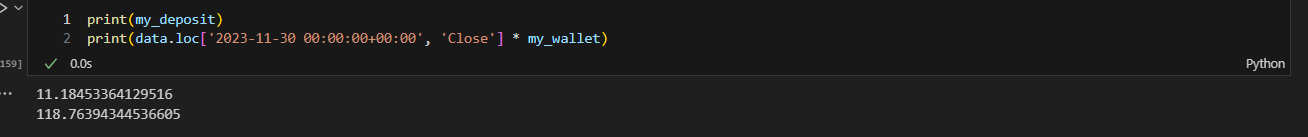 1 print(my_deposit)
2 print(data.loc['2023-11-30 00:00:00+00:00', 'Close'] * my_wallet)
159] 0.0s Python
11.18453364129516
118.76394344536605